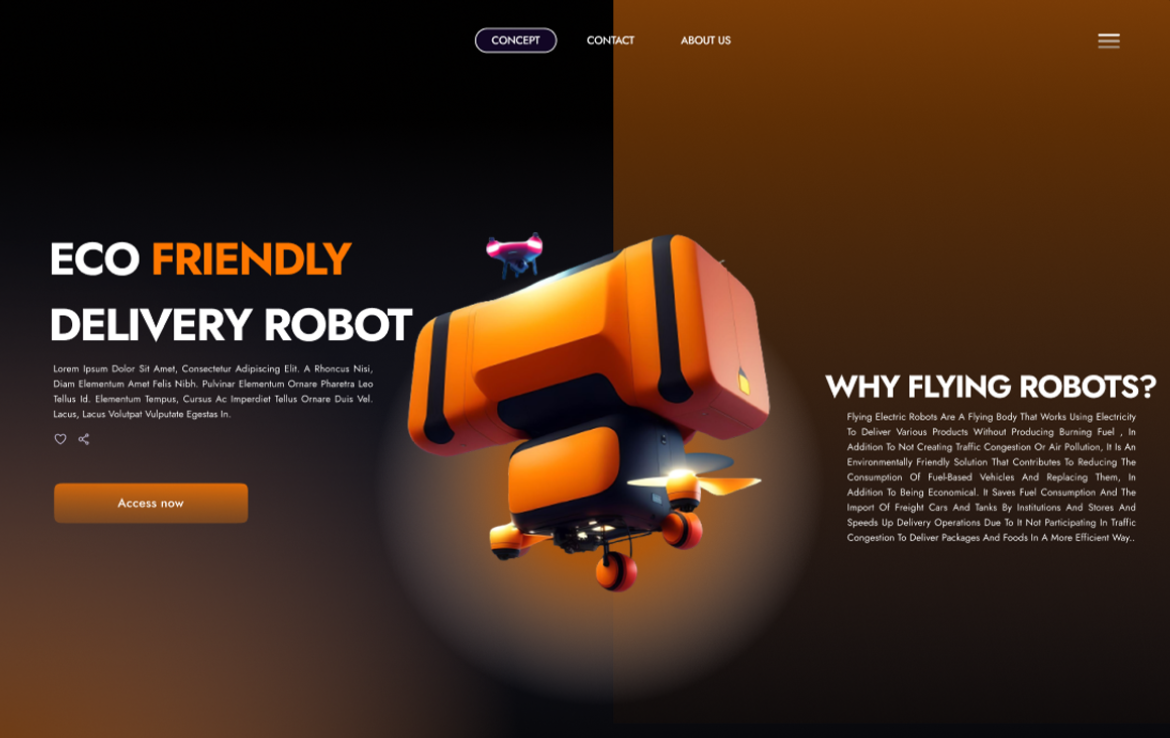 CONCEPT
CONTACT
ABOUT US
ECO FRIENDLY
DELIVERY ROBOT
Lorem Ipsum Dolor Sit Amet, Consectetur Adipiscing Elit. A Rhoncus Nisi,
Diam Elementum Amet Felis Nibh. Pulvinar Elementum Ornare Pharetra Leo
Tellus Id. Elementum Tempus, Cursus Ac Imperdiet Tellus Ornare Duis Vel.
Lacus, Lacus Volutpat Vulputate Egestas In.
Access now
WHY FLYING ROBOTS?
Flying Electric Robots Are A Flying Body That Works Using Electricity
To Deliver Various Products Without Producing Burning Fuel , In
Addition To Not Creating Traffic Congestion Or Air Pollution, It Is An
Environmentally Friendly Solution That Contributes To Reducing The
Consumption Of Fuel-Based Vehicles And Replacing Them, In
Addition To Being Economical. It Saves Fuel Consumption And The
Import Of Freight Cars And Tanks By Institutions And Stores And
Speeds Up Delivery Operations Due To It Not Participating In Traffic
Congestion To Deliver Packages And Foods In A More Efficient Way..